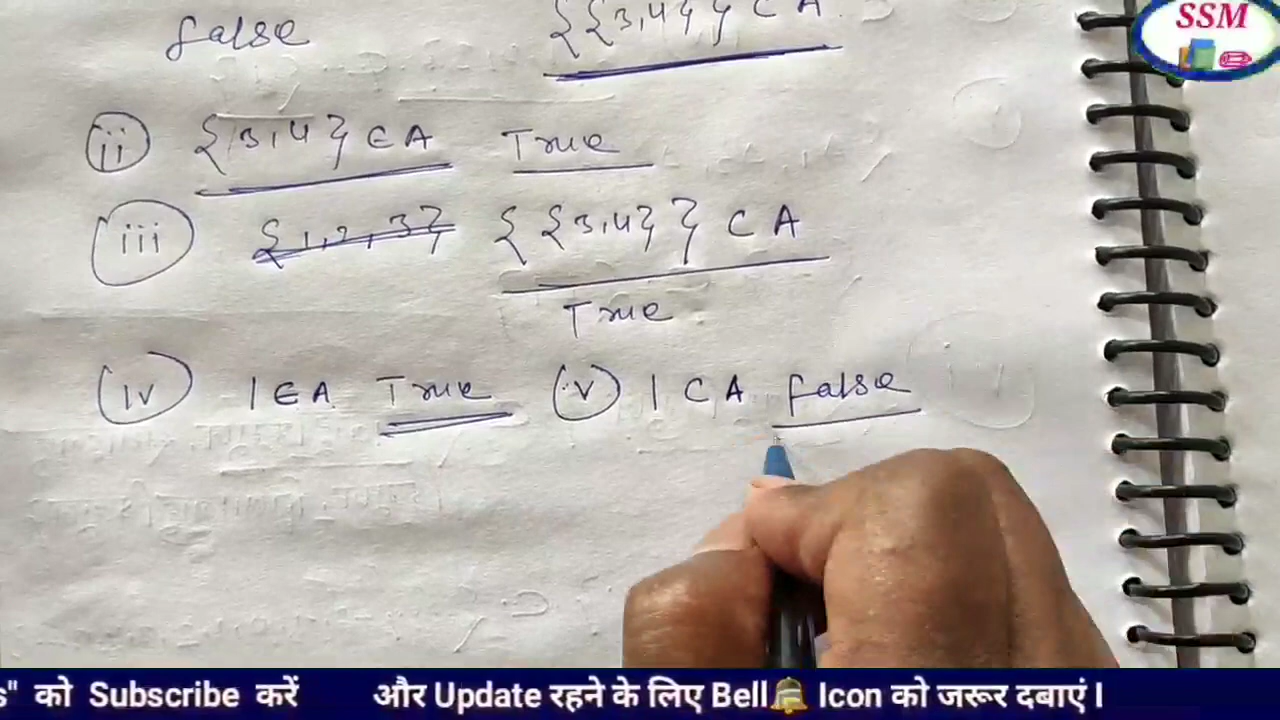 SSM
false {{3,4}} ⊂ A
(ii) {3,4} ∈ A True
(iii) {1,2,3} {{3,4}} ⊂ A
True
(iv) 1 ∈ A True (v) 1 ⊂ A false
s" को Subscribe करें और Update रहने के लिए Bell🔔 Icon को जरूर दबाएं l